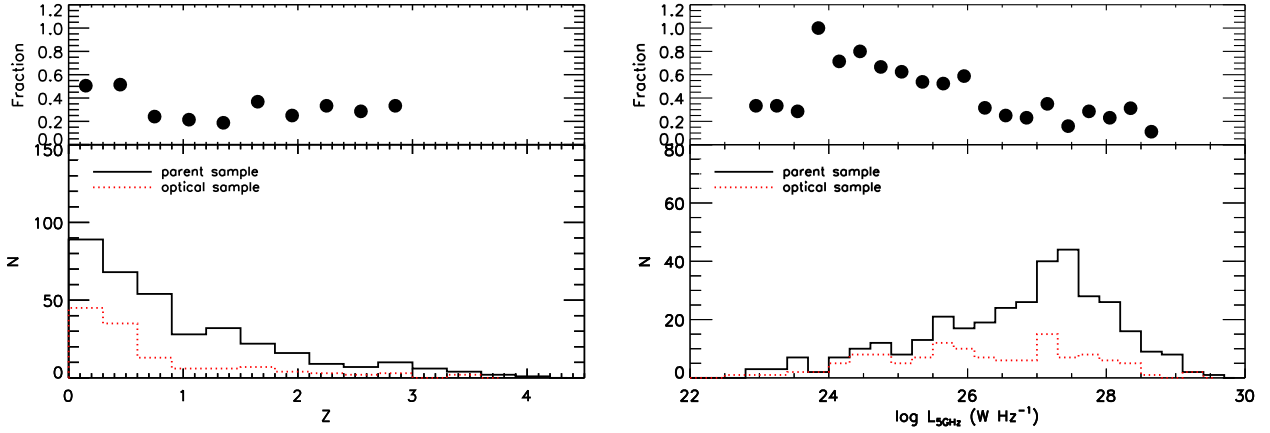 1.2
1.0
0.8
0.6
0.4
0.2
0.0
Fraction
150
100
50
0
N
parent sample
optical sample
0 1 2 3 4
Z
1.2
1.0
0.8
0.6
0.4
0.2
0.0
Fraction
80
60
40
20
0
N
parent sample
optical sample
22 24 26 28 30
log L5GHz (W Hz⁻¹)